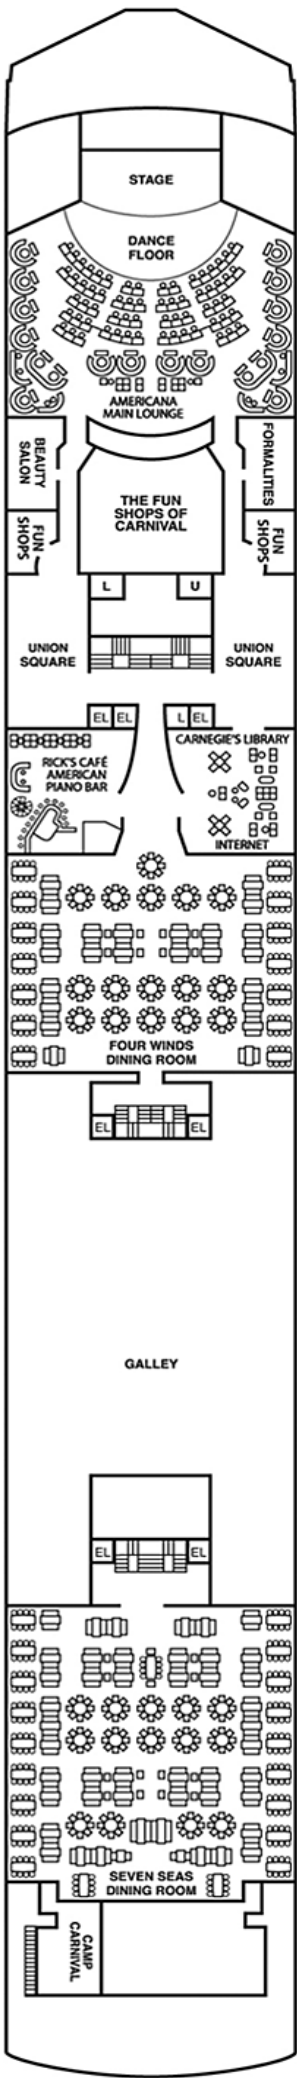 STAGE
DANCE
FLOOR
AMERICANA
MAIN LOUNGE
BEAUTY
SALON
FORMALITIES
THE FUN
SHOPS OF
CARNIVAL
FUN
SHOPS
FUN
SHOPS
L
U
UNION
SQUARE
UNION
SQUARE
EL
EL
L
EL
RICK'S CAFÉ
AMERICAN
PIANO BAR
CARNEGIE'S LIBRARY
INTERNET
FOUR WINDS
DINING ROOM
EL
EL
GALLEY
EL
EL
SEVEN SEAS
DINING ROOM
CAMP
CARNIVAL